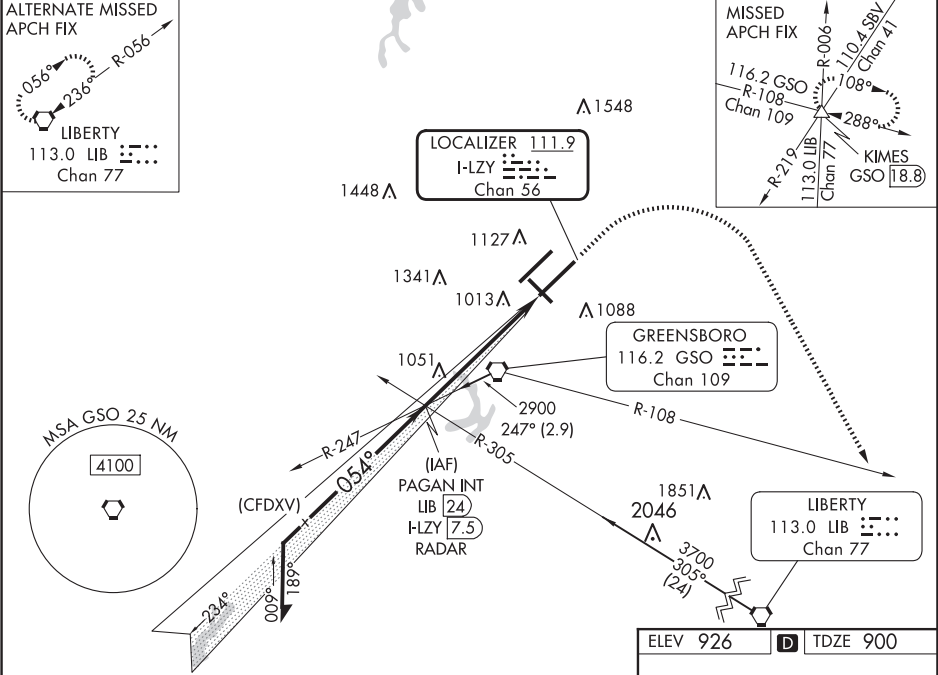 ALTERNATE MISSED
APCH FIX
R-056
056°
236°
LIBERTY
113.0 LIB
Chan 77
MISSED
APCH FIX
R-006
110.4 SBV
Chan 41
116.2 GSO
R-108
Chan 109
108°
288°
R-219
113.0 LIB
Chan 77
KIMES
GSO 18.8
1548
LOCALIZER 111.9
I-LZY
Chan 56
1448
1127
1341
1013
1088
GREENSBORO
116.2 GSO
Chan 109
1051
2900
247° (2.9)
R-108
R-247
R-305
MSA GSO 25 NM
4100
054°
(CFDXV)
(IAF)
PAGAN INT
LIB 24
I-LZY 7.5
RADAR
1851
2046
LIBERTY
113.0 LIB
Chan 77
3700
305°
(24)
009°
189°
234°
ELEV 926 D TDZE 900